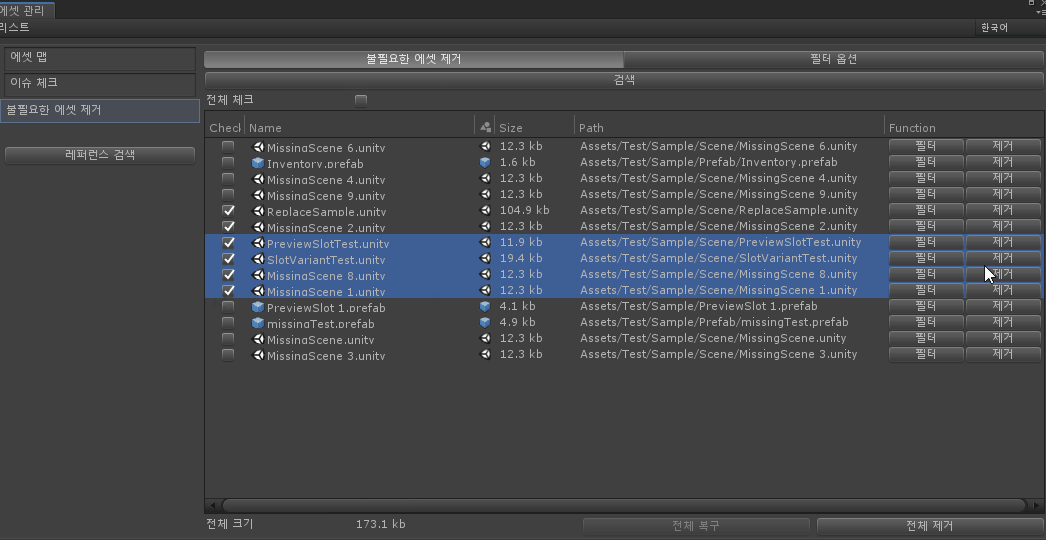 에셋 관리
리스트
한국어
에셋 맵
이슈 체크
불필요한 에셋 제거
레퍼런스 검색
불필요한 에셋 제거 필터 옵션
검색
전체 체크
Check Name Size Path Function
MissingScene 6.unity 12.3 kb Assets/Test/Sample/Scene/MissingScene 6.unity 필터 제거
Inventory.prefab 1.6 kb Assets/Test/Sample/Prefab/Inventory.prefab 필터 제거
MissingScene 4.unity 12.3 kb Assets/Test/Sample/Scene/MissingScene 4.unity 필터 제거
MissingScene 9.unity 12.3 kb Assets/Test/Sample/Scene/MissingScene 9.unity 필터 제거
ReplaceSample.unity 104.9 kb Assets/Test/Sample/Scene/ReplaceSample.unity 필터 제거
MissingScene 2.unity 12.3 kb Assets/Test/Sample/Scene/MissingScene 2.unity 필터 제거
PreviewSlotTest.unity 11.9 kb Assets/Test/Sample/Scene/PreviewSlotTest.unity 필터 제거
SlotVariantTest.unity 19.4 kb Assets/Test/Sample/Scene/SlotVariantTest.unity 필터 제거
MissingScene 8.unity 12.3 kb Assets/Test/Sample/Scene/MissingScene 8.unity 필터 제거
MissingScene 1.unity 12.3 kb Assets/Test/Sample/Scene/MissingScene 1.unity 필터 제거
PreviewSlot 1.prefab 4.1 kb Assets/Test/Sample/PreviewSlot 1.prefab 필터 제거
missingTest.prefab 4.9 kb Assets/Test/Sample/Prefab/missingTest.prefab 필터 제거
MissingScene.unity 12.3 kb Assets/Test/Sample/Scene/MissingScene.unity 필터 제거
MissingScene 3.unity 12.3 kb Assets/Test/Sample/Scene/MissingScene 3.unity 필터 제거
전체 크기 173.1 kb 전체 복구 전체 제거